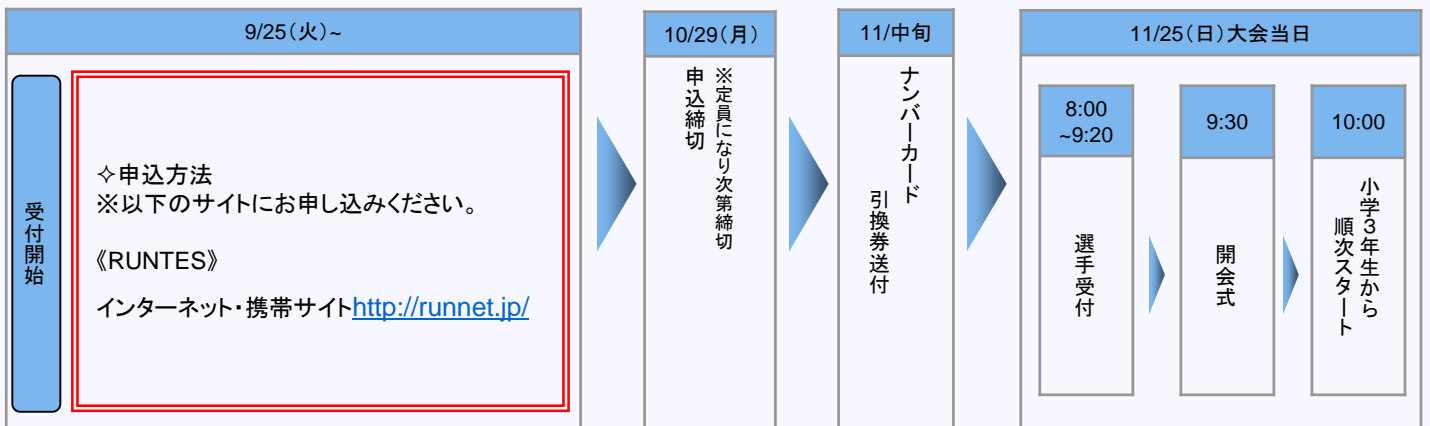 9/25(火)~
受付開始
✧申込方法
※以下のサイトにお申し込みください。
《RUNTES》
インターネット・携帯サイトhttp://runnet.jp/
10/29(月)
※定員になり次第締切
申込締切
11/中旬
ナンバーカード
引換券送付
11/25(日)大会当日
8:00
~9:20
選手受付
9:30
開会式
10:00
小学3年生から
順次スタート